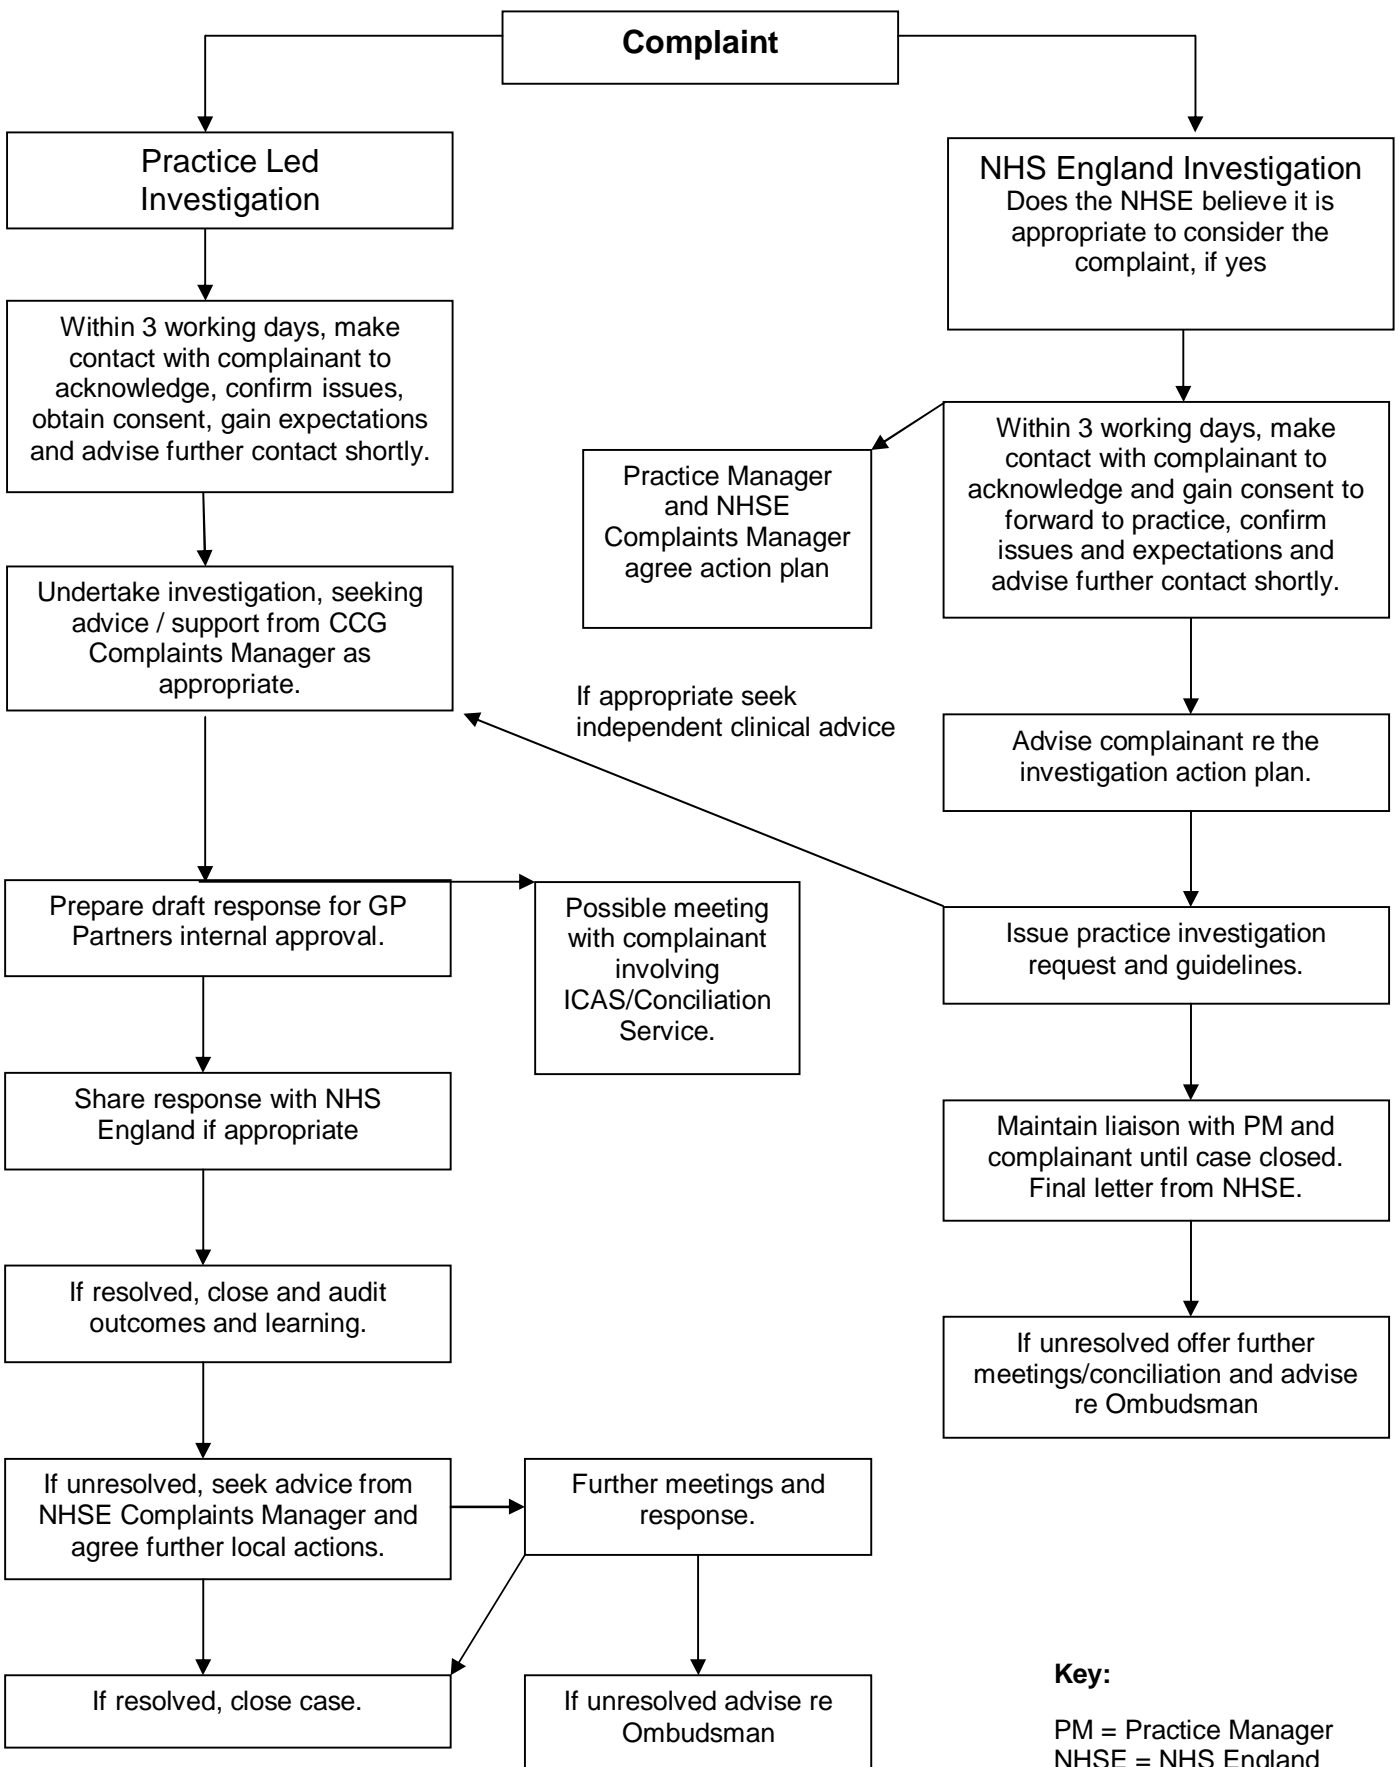 Complaint
Practice Led
Investigation
NHS England Investigation
Does the NHSE believe it is
appropriate to consider the
complaint, if yes
Within 3 working days, make
contact with complainant to
acknowledge, confirm issues,
obtain consent, gain expectations
and advise further contact shortly.
Practice Manager
and NHSE
Complaints Manager
agree action plan
Within 3 working days, make
contact with complainant to
acknowledge and gain consent to
forward to practice, confirm
issues and expectations and
advise further contact shortly.
Undertake investigation, seeking
advice / support from CCG
Complaints Manager as
appropriate.
If appropriate seek
independent clinical advice
Advise complainant re the
investigation action plan.
Prepare draft response for GP
Partners internal approval.
Possible meeting
with complainant
involving
ICAS/Conciliation
Service.
Issue practice investigation
request and guidelines.
Share response with NHS
England if appropriate
Maintain liaison with PM and
complainant until case closed.
Final letter from NHSE.
If resolved, close and audit
outcomes and learning.
If unresolved offer further
meetings/conciliation and advise
re Ombudsman
If unresolved, seek advice from
NHSE Complaints Manager and
agree further local actions.
Further meetings and
response.
If resolved, close case.
If unresolved advise re
Ombudsman
Key:
PM = Practice Manager
NHSE = NHS England